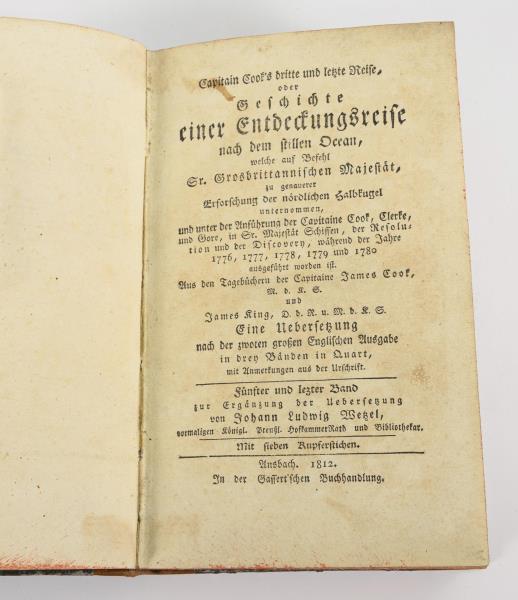 Capitain Cook's dritte und letzte Reise,
oder
Geschichte
einer Entdeckungsreise
nach dem stillen Ocean,
welche auf Befehl
Sr. Grosbrittannischen Majestät,
zu genauerer
Erforschung der nördlichen Halbkugel
unternommen,
und unter der Anführung der Capitaine Cook, Clerke,
und Gore, in Sr. Majestät Schiffen, der Resolu-
tion und der Discovery, während der Jahre
1776, 1777, 1778, 1779 und 1780
ausgeführt worden ist.
Aus den Tagebüchern der Capitaine James Cook,
M. d. K. S.
und
James King, D. d. R. u. M. d. K. S.
Eine Uebersetzung
nach der zwoten großen Englischen Ausgabe
in drey Bänden in Quart,
mit Anmerkungen aus der Urschrift.
Fünfter und lezter Band
zur Ergänzung der Uebersetzung
von Johann Ludwig Wetzel,
vormaligen Königl. Preußl. HofkammerRath und Bibliothekar.
Mit sieben Kupferstichen.
Ansbach. 1812.
In der Gassert'schen Buchhandlung.